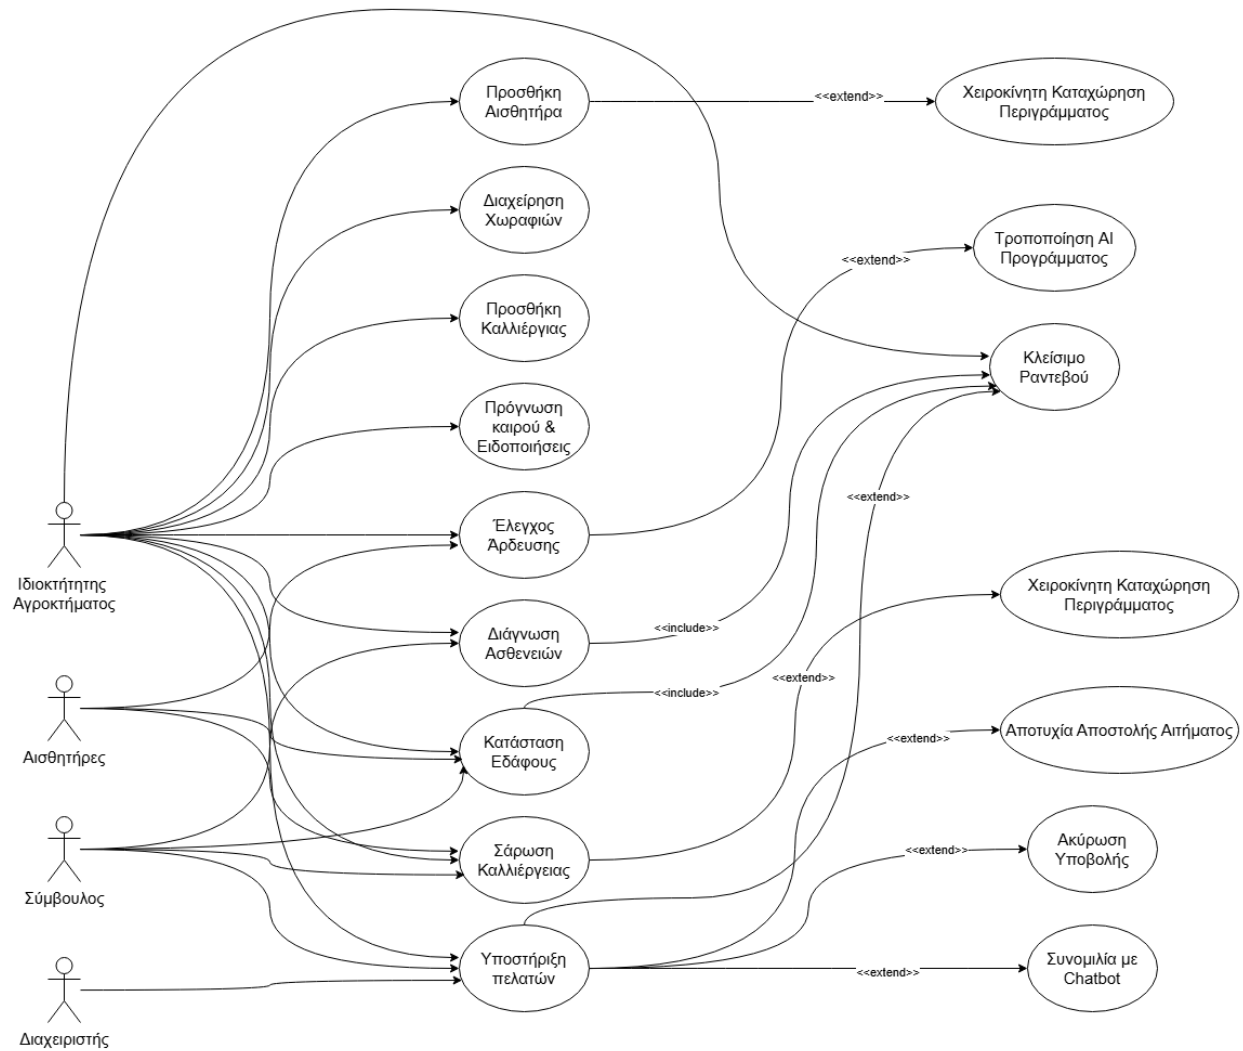 Προσθήκη
Αισθητήρα
<<extend>>
Χειροκίνητη Καταχώρηση
Περιγράμματος
Διαχείρηση
Χωραφιών
Τροποποίηση AI
Προγράμματος
<<extend>>
Προσθήκη
Καλλιέργιας
Κλείσιμο
Ραντεβού
Πρόγνωση
καιρού &
Ειδοποιήσεις
<<extend>>
Έλεγχος
Άρδευσης
Ιδιοκτήτητης
Αγροκτήματος
Χειροκίνητη Καταχώρηση
Περιγράμματος
Διάγνωση
Ασθενειών
<<include>>
<<extend>>
<<include>>
Αισθητήρες
Κατάσταση
Εδάφους
Αποτυχία Αποστολής Αιτήματος
<<extend>>
Σύμβουλος
Σάρωση
Καλλιέργειας
<<extend>>
Ακύρωση
Υποβολής
Διαχειριστής
Υποστήριξη
πελατών
<<extend>>
Συνομιλία με
Chatbot